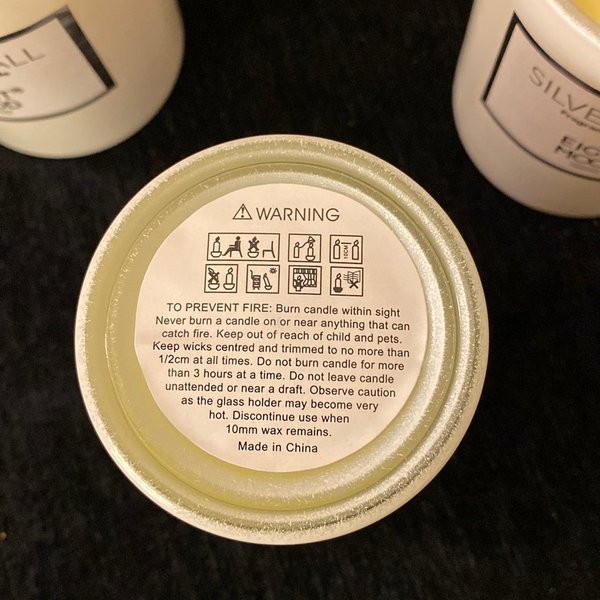 ALL
SILVE
EIG
MOO
WARNING
10CM
TO PREVENT FIRE: Burn candle within sight
Never burn a candle on or near anything that can
catch fire. Keep out of reach of child and pets.
Keep wicks centred and trimmed to no more than
1/2cm at all times. Do not burn candle for more
than 3 hours at a time. Do not leave candle
unattended or near a draft. Observe caution
as the glass holder may become very
hot. Discontinue use when
10mm wax remains.
Made in China